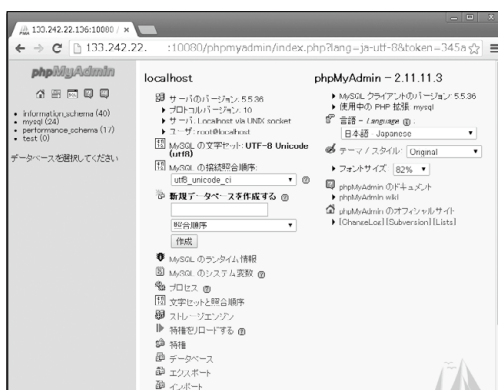 133.242.22.136:10080 /
133.242.22.   :10080/phpmyadmin/index.php?lang=ja-utf-8&token=345a
phpMyAdmin
information_schema (40)
mysql (24)
performance_schema (17)
test (0)
データベースを選択してください
localhost
サーバのバージョン: 5.5.36
プロトコルバージョン: 10
サーバ: Localhost via UNIX socket
ユーザ: root@localhost
MySQL の文字セット: UTF-8 Unicode
(utf8)
MySQL の接続照合順序:
utf8_unicode_ci
新規データベースを作成する
照合順序
作成
MySQL のランタイム情報
MySQL のシステム変数
プロセス
文字セットと照合順序
ストレージエンジン
特権をリロードする
特権
データベース
エクスポート
インポート
phpMyAdmin - 2.11.11.3
MySQL クライアントのバージョン: 5.5.36
使用中の PHP 拡張: mysql
言語 - Language
日本語 Japanese
テーマ / スタイル: Original
フォントサイズ: 82%
phpMyAdmin のドキュメント
phpMyAdmin wiki
phpMyAdmin のオフィシャルサイト
[ChangeLog] [Subversion] [Lists]